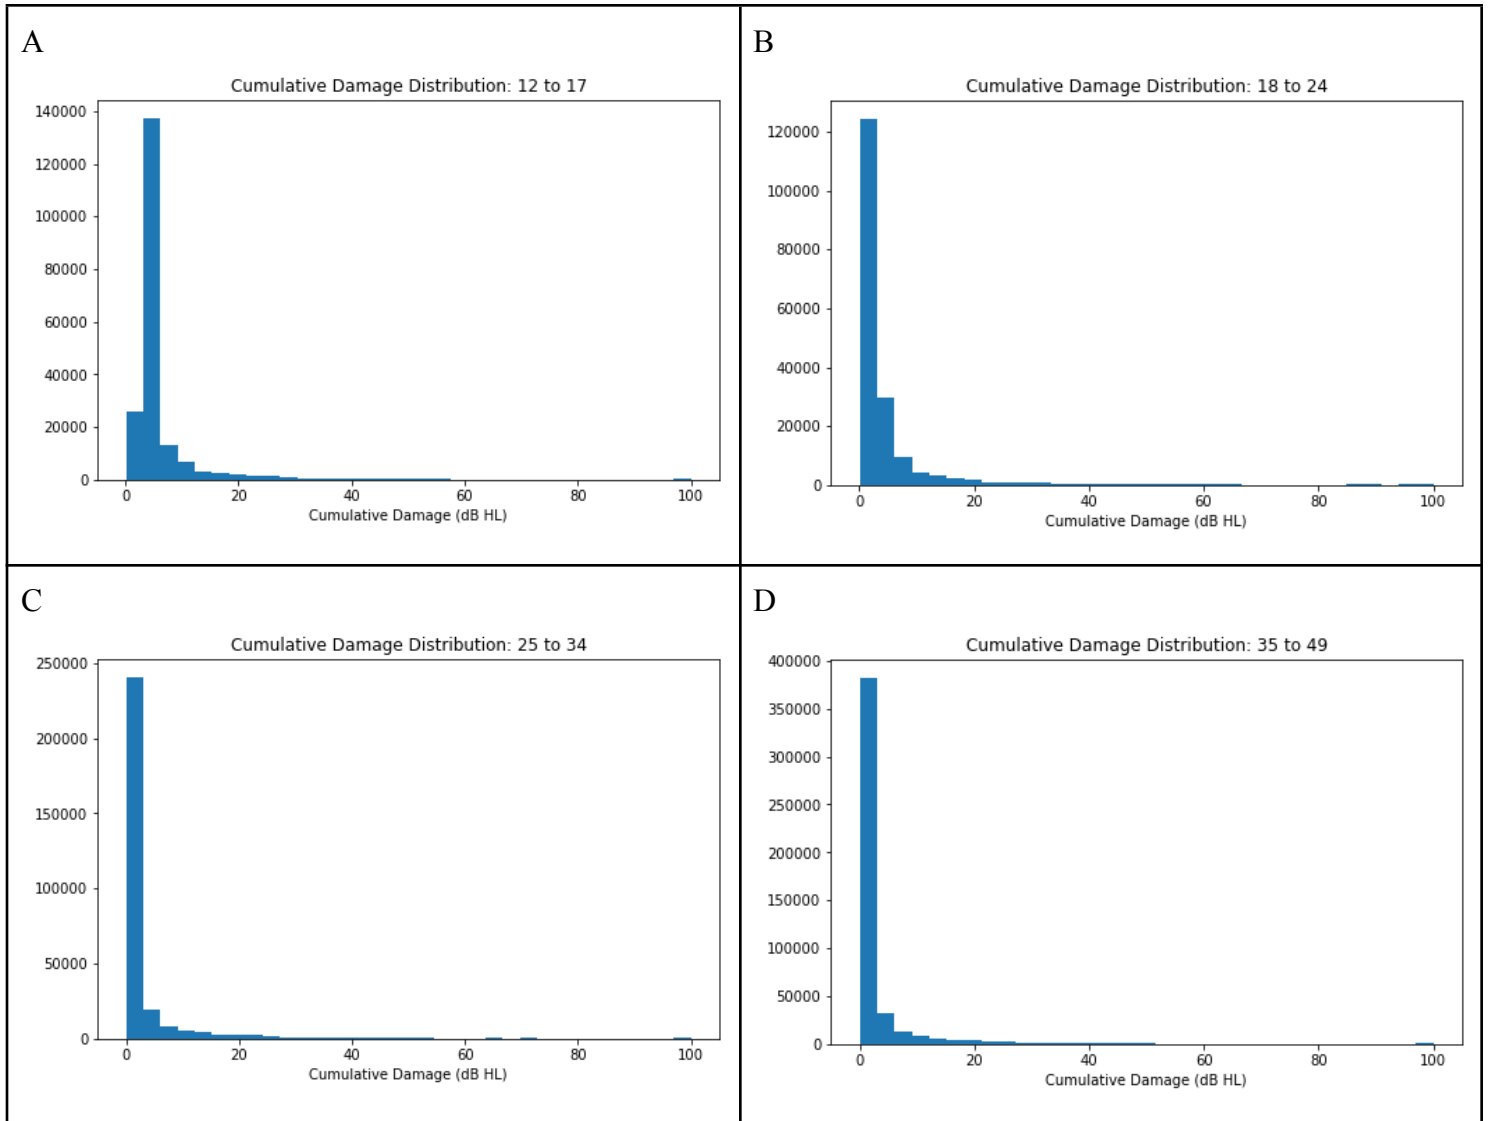 A
Cumulative Damage Distribution: 12 to 17
140000
120000
100000
80000
60000
40000
20000
0
0 20 40 60 80 100
Cumulative Damage (dB HL)
B
Cumulative Damage Distribution: 18 to 24
120000
100000
80000
60000
40000
20000
0
0 20 40 60 80 100
Cumulative Damage (dB HL)
C
Cumulative Damage Distribution: 25 to 34
250000
200000
150000
100000
50000
0
0 20 40 60 80 100
Cumulative Damage (dB HL)
D
Cumulative Damage Distribution: 35 to 49
400000
350000
300000
250000
200000
150000
100000
50000
0
0 20 40 60 80 100
Cumulative Damage (dB HL)